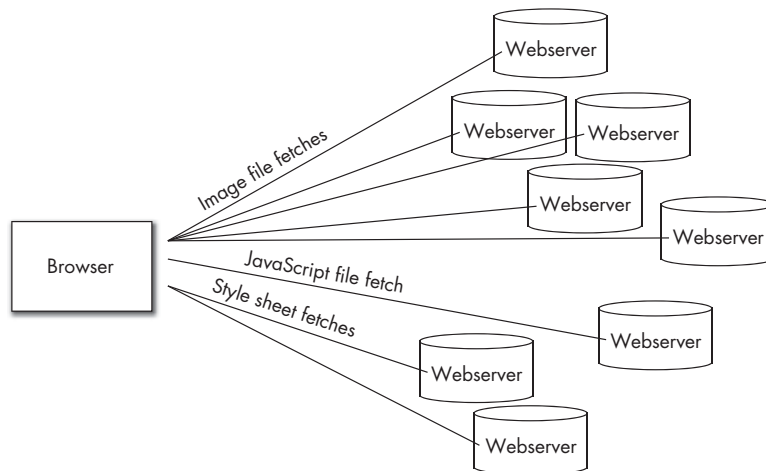 Webserver
Webserver
Webserver
Image file fetches
Webserver
Webserver
Browser
JavaScript file fetch
Style sheet fetches
Webserver
Webserver
Webserver